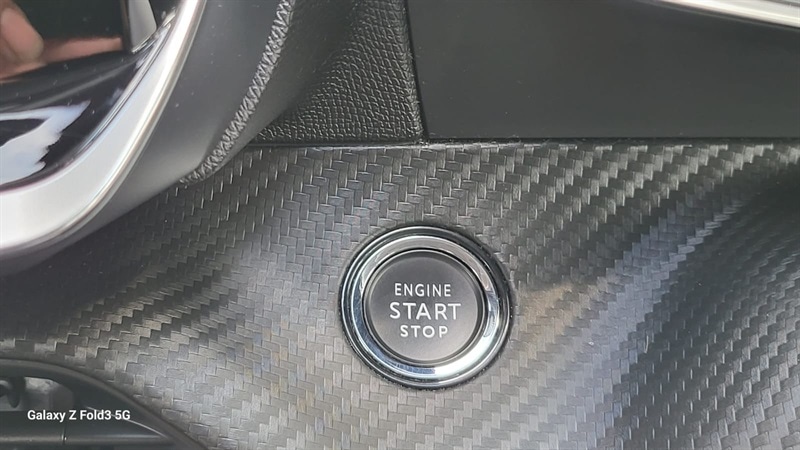 ENGINE
START
STOP
Galaxy Z Fold3 5G